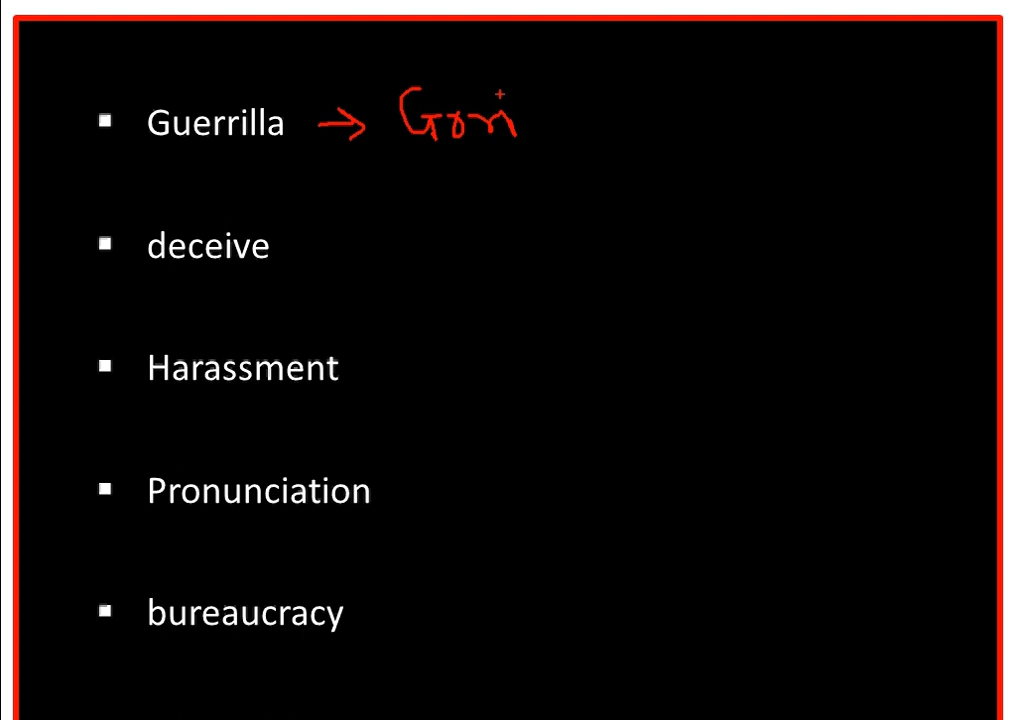 Guerrilla → Gori
deceive
Harassment
Pronunciation
bureaucracy